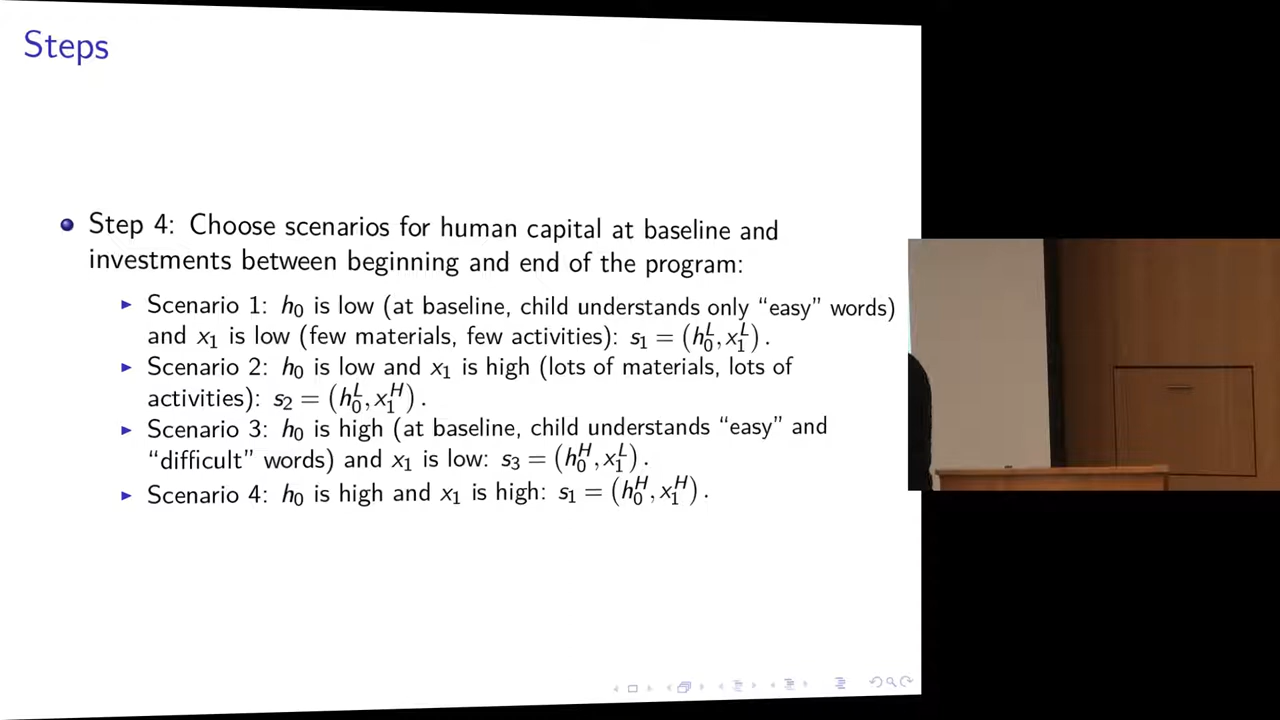 Steps
Step 4: Choose scenarios for human capital at baseline and
investments between beginning and end of the program:
Scenario 1: h₀ is low (at baseline, child understands only “easy” words)
and x₁ is low (few materials, few activities): s₁ = (h₀ᴸ, x₁ᴸ).
Scenario 2: h₀ is low and x₁ is high (lots of materials, lots of
activities): s₂ = (h₀ᴸ, x₁ᴴ).
Scenario 3: h₀ is high (at baseline, child understands “easy” and
“difficult” words) and x₁ is low: s₃ = (h₀ᴴ, x₁ᴸ).
Scenario 4: h₀ is high and x₁ is high: s₁ = (h₀ᴴ, x₁ᴴ).